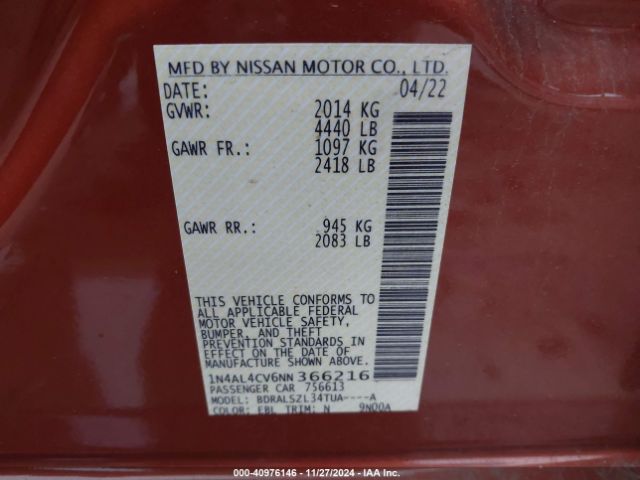 MFD BY NISSAN MOTOR CO., LTD.
DATE: 04/22
GVWR: 2014 KG
4440 LB
GAWR FR.: 1097 KG
2418 LB
GAWR RR.: 945 KG
2083 LB
THIS VEHICLE CONFORMS TO
ALL APPLICABLE FEDERAL
MOTOR VEHICLE SAFETY,
BUMPER, AND THEFT
PREVENTION STANDARDS IN
EFFECT ON THE DATE OF
MANUFACTURE SHOWN ABOVE.
1N4AL4CV6NN 366216
PASSENGER CAR 756613
MODEL: BDRALSZL34TUA----A
COLOR: EBL TRIM: N 9N00A
000-40976146 - 11/27/2024 - IAA Inc.